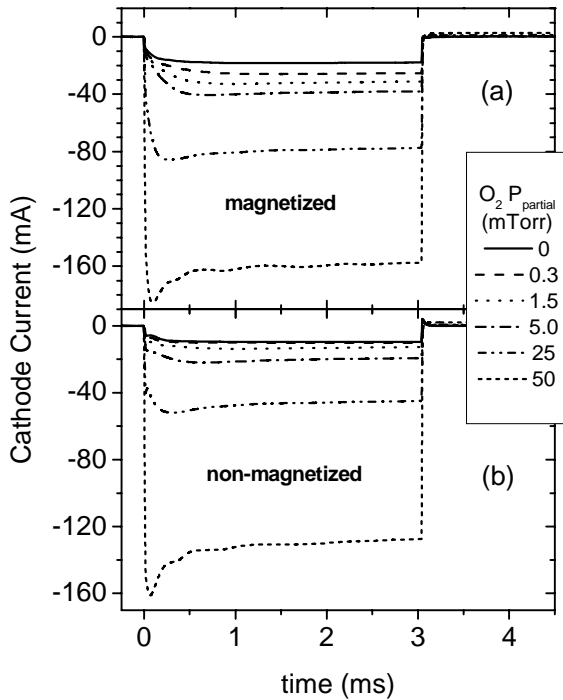 0
-40
-80
-120
-160
(a)
magnetized
O₂ P_partial
(mTorr)
0
0.3
1.5
5.0
25
50
Cathode Current (mA)
0
-40
-80
-120
-160
(b)
non-magnetized
0 1 2 3 4
time (ms)